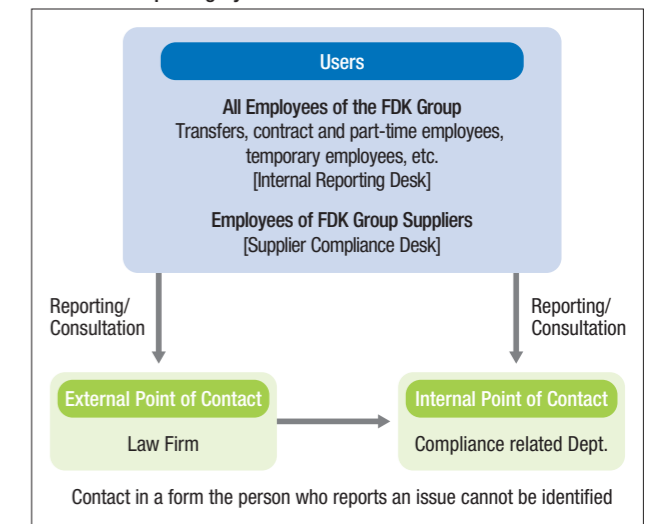 Users
All Employees of the FDK Group
Transfers, contract and part-time employees,
temporary employees, etc.
[Internal Reporting Desk]
Employees of FDK Group Suppliers
[Supplier Compliance Desk]
Reporting/
Consultation
Reporting/
Consultation
External Point of Contact
Law Firm
Internal Point of Contact
Compliance related Dept.
Contact in a form the person who reports an issue cannot be identified